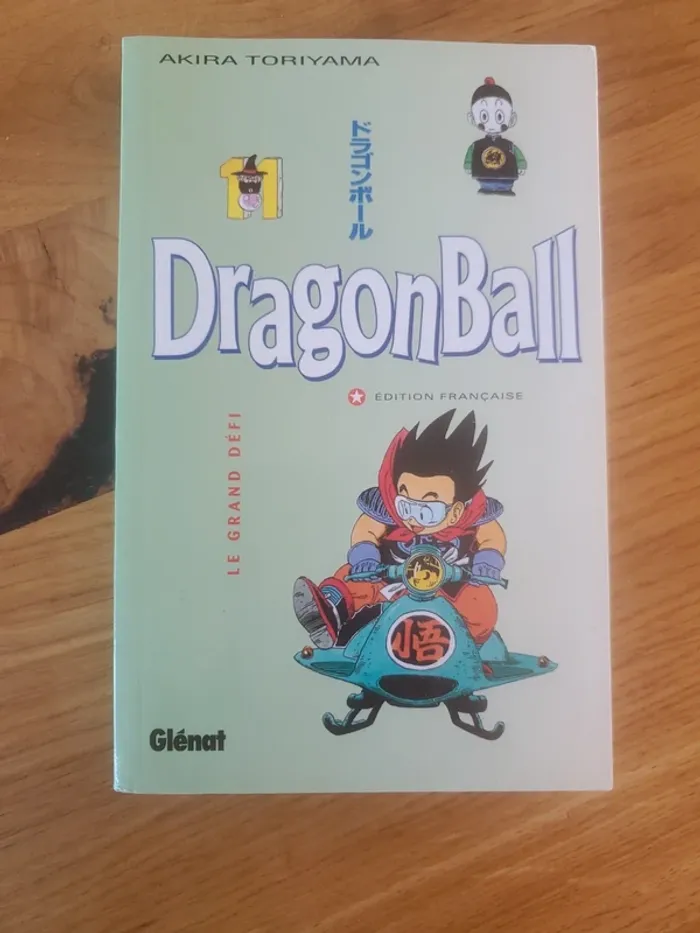 AKIRA TORIYAMA
11
ドラゴンボール
DragonBall
ÉDITION FRANÇAISE
LE GRAND DÉFI
悟
Glénat